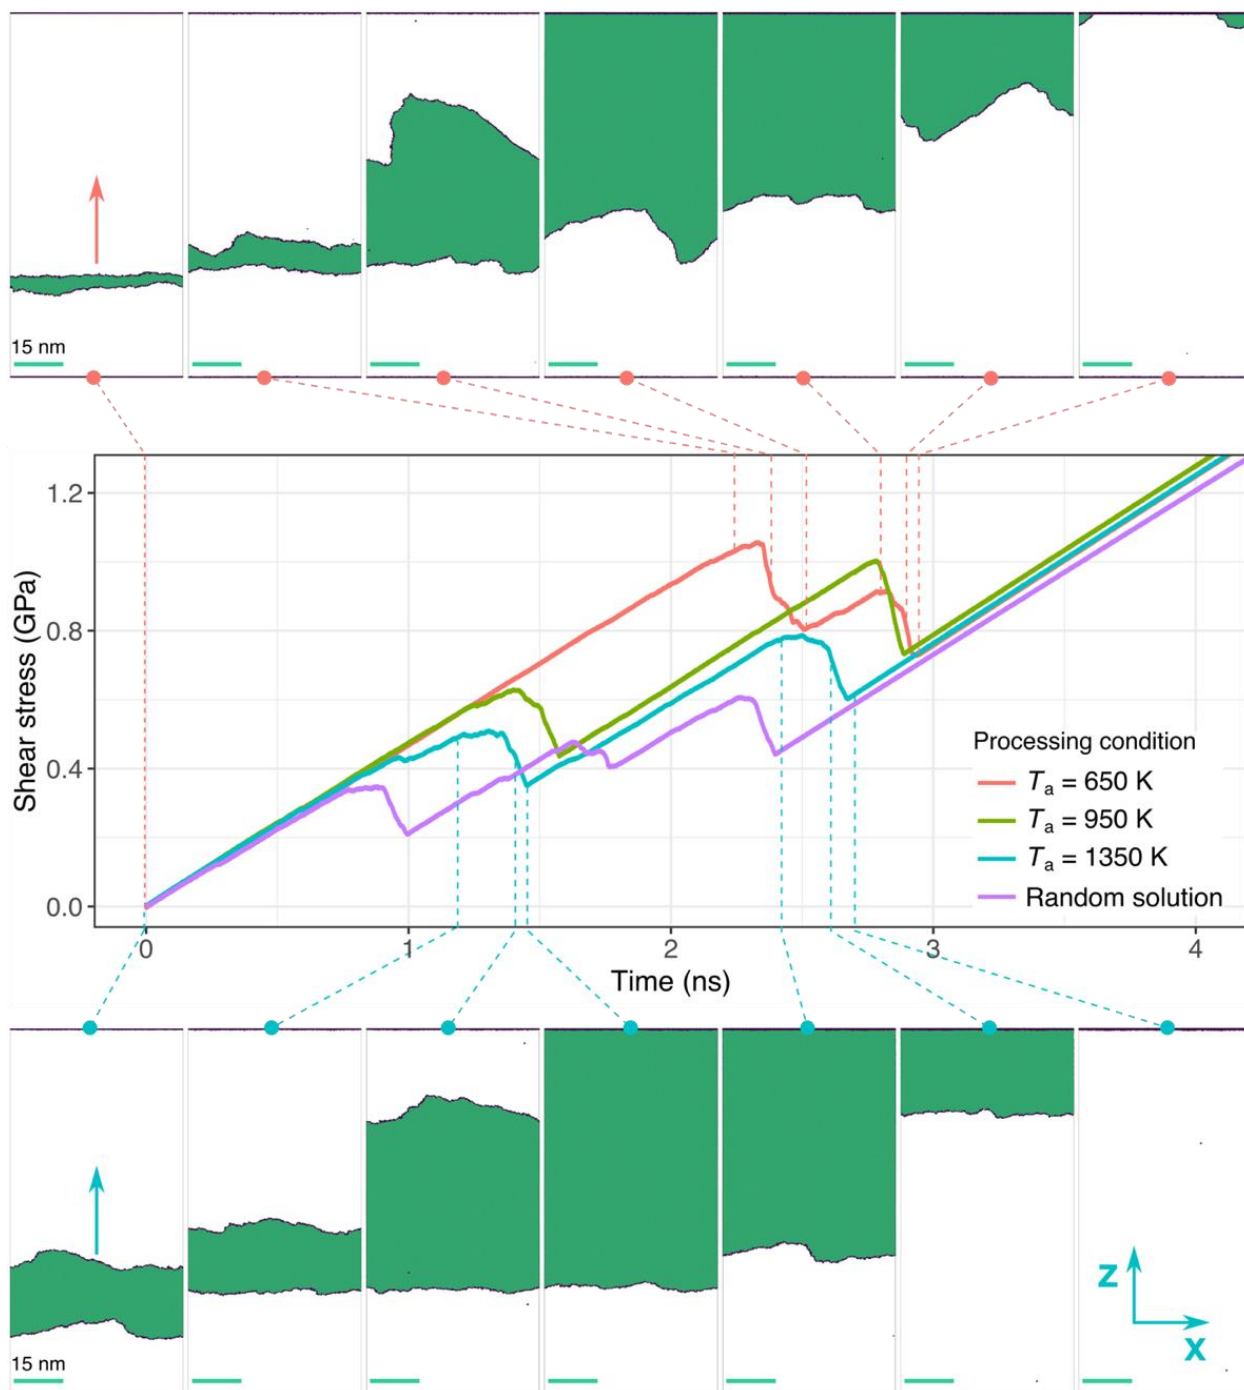 15 nm
1.2
0.8
0.4
0.0
Shear stress (GPa)
Processing condition
Tₐ = 650 K
Tₐ = 950 K
Tₐ = 1350 K
Random solution
0 1 2 3 4
Time (ns)
15 nm
z
x